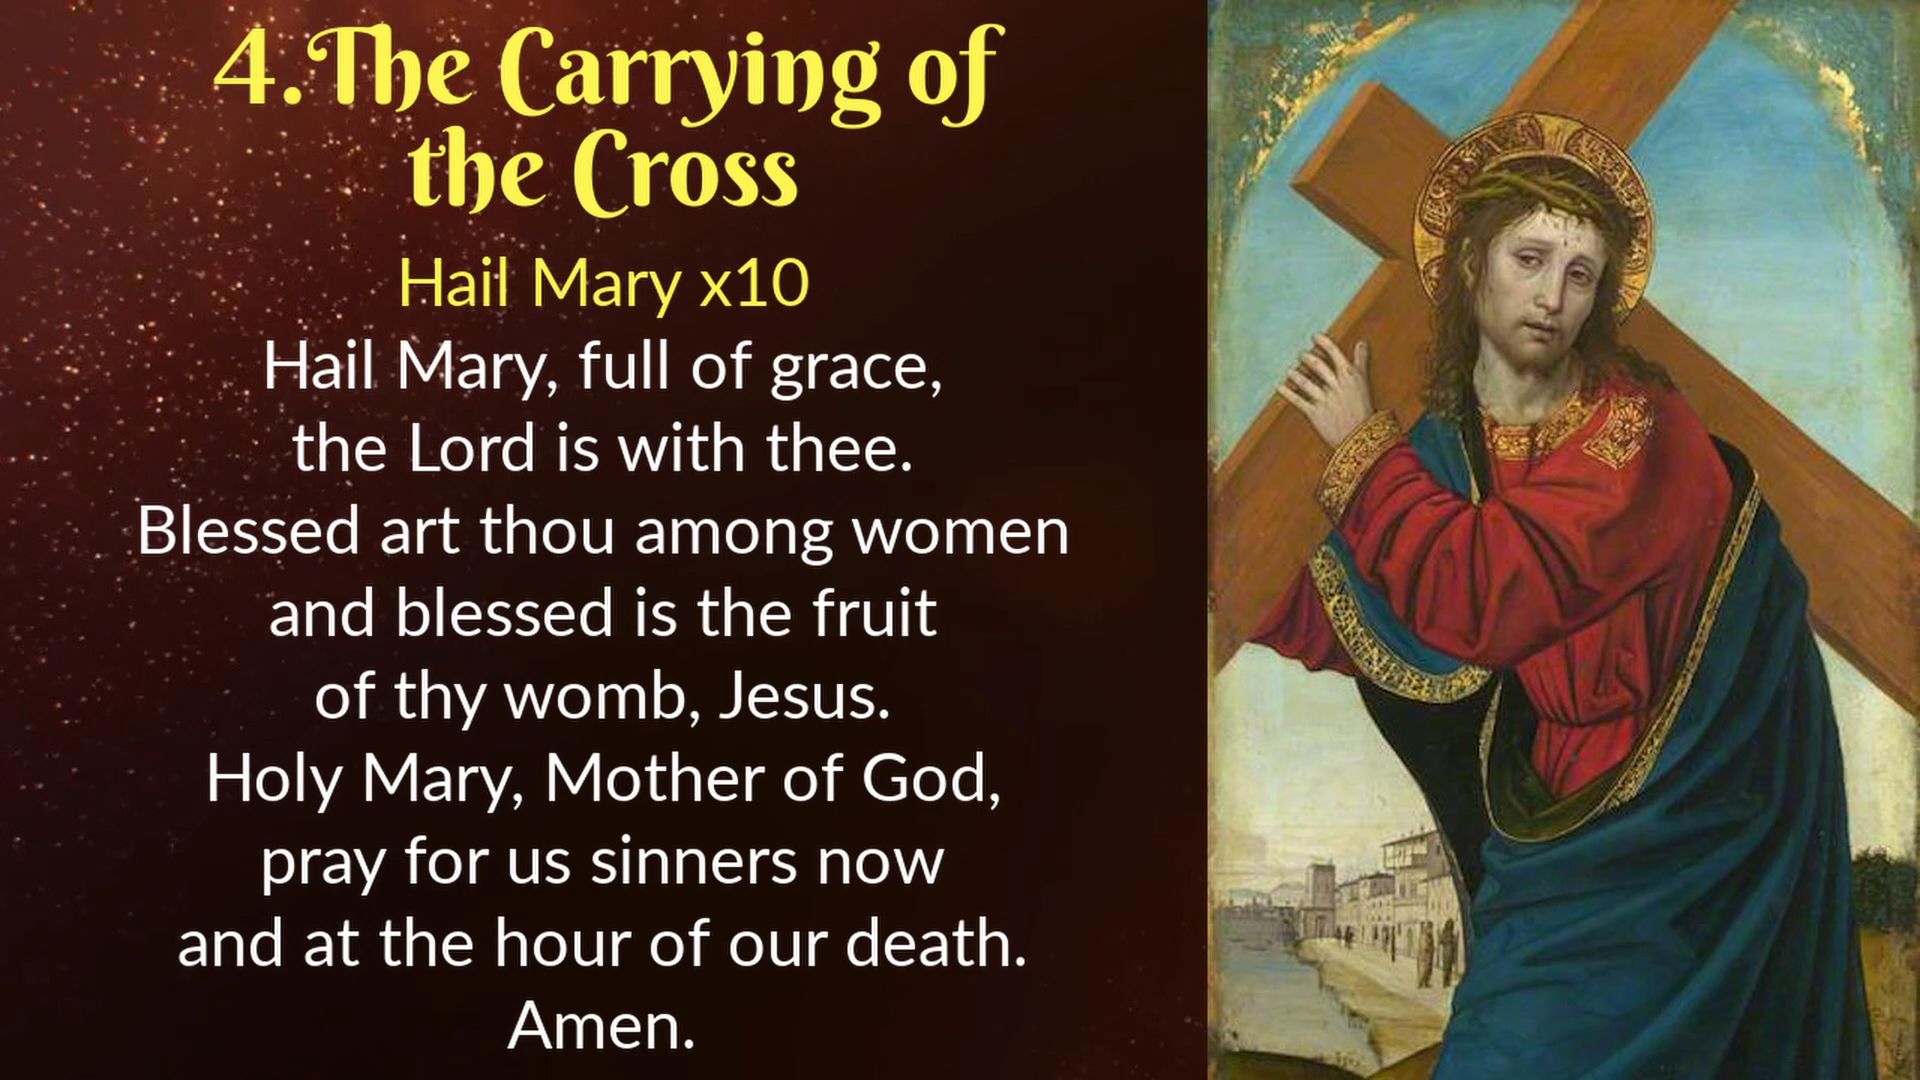 4.The Carrying of
the Cross
Hail Mary x10
Hail Mary, full of grace,
the Lord is with thee.
Blessed art thou among women
and blessed is the fruit
of thy womb, Jesus.
Holy Mary, Mother of God,
pray for us sinners now
and at the hour of our death.
Amen.